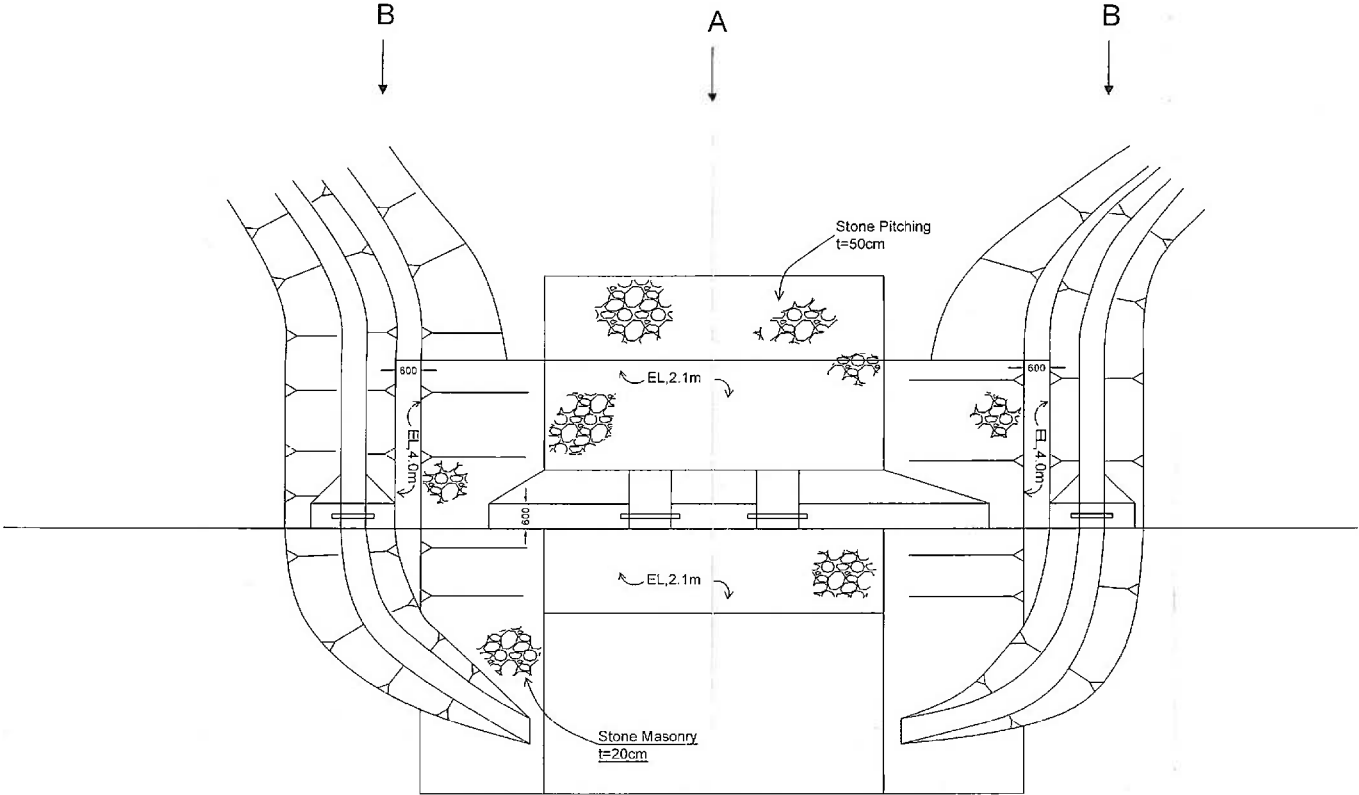 B
A
B
Stone Pitching
t=50cm
600
EL,2.1m
600
EL,4.0m
EL,4.0m
600
EL,2.1m
Stone Masonry
t=20cm